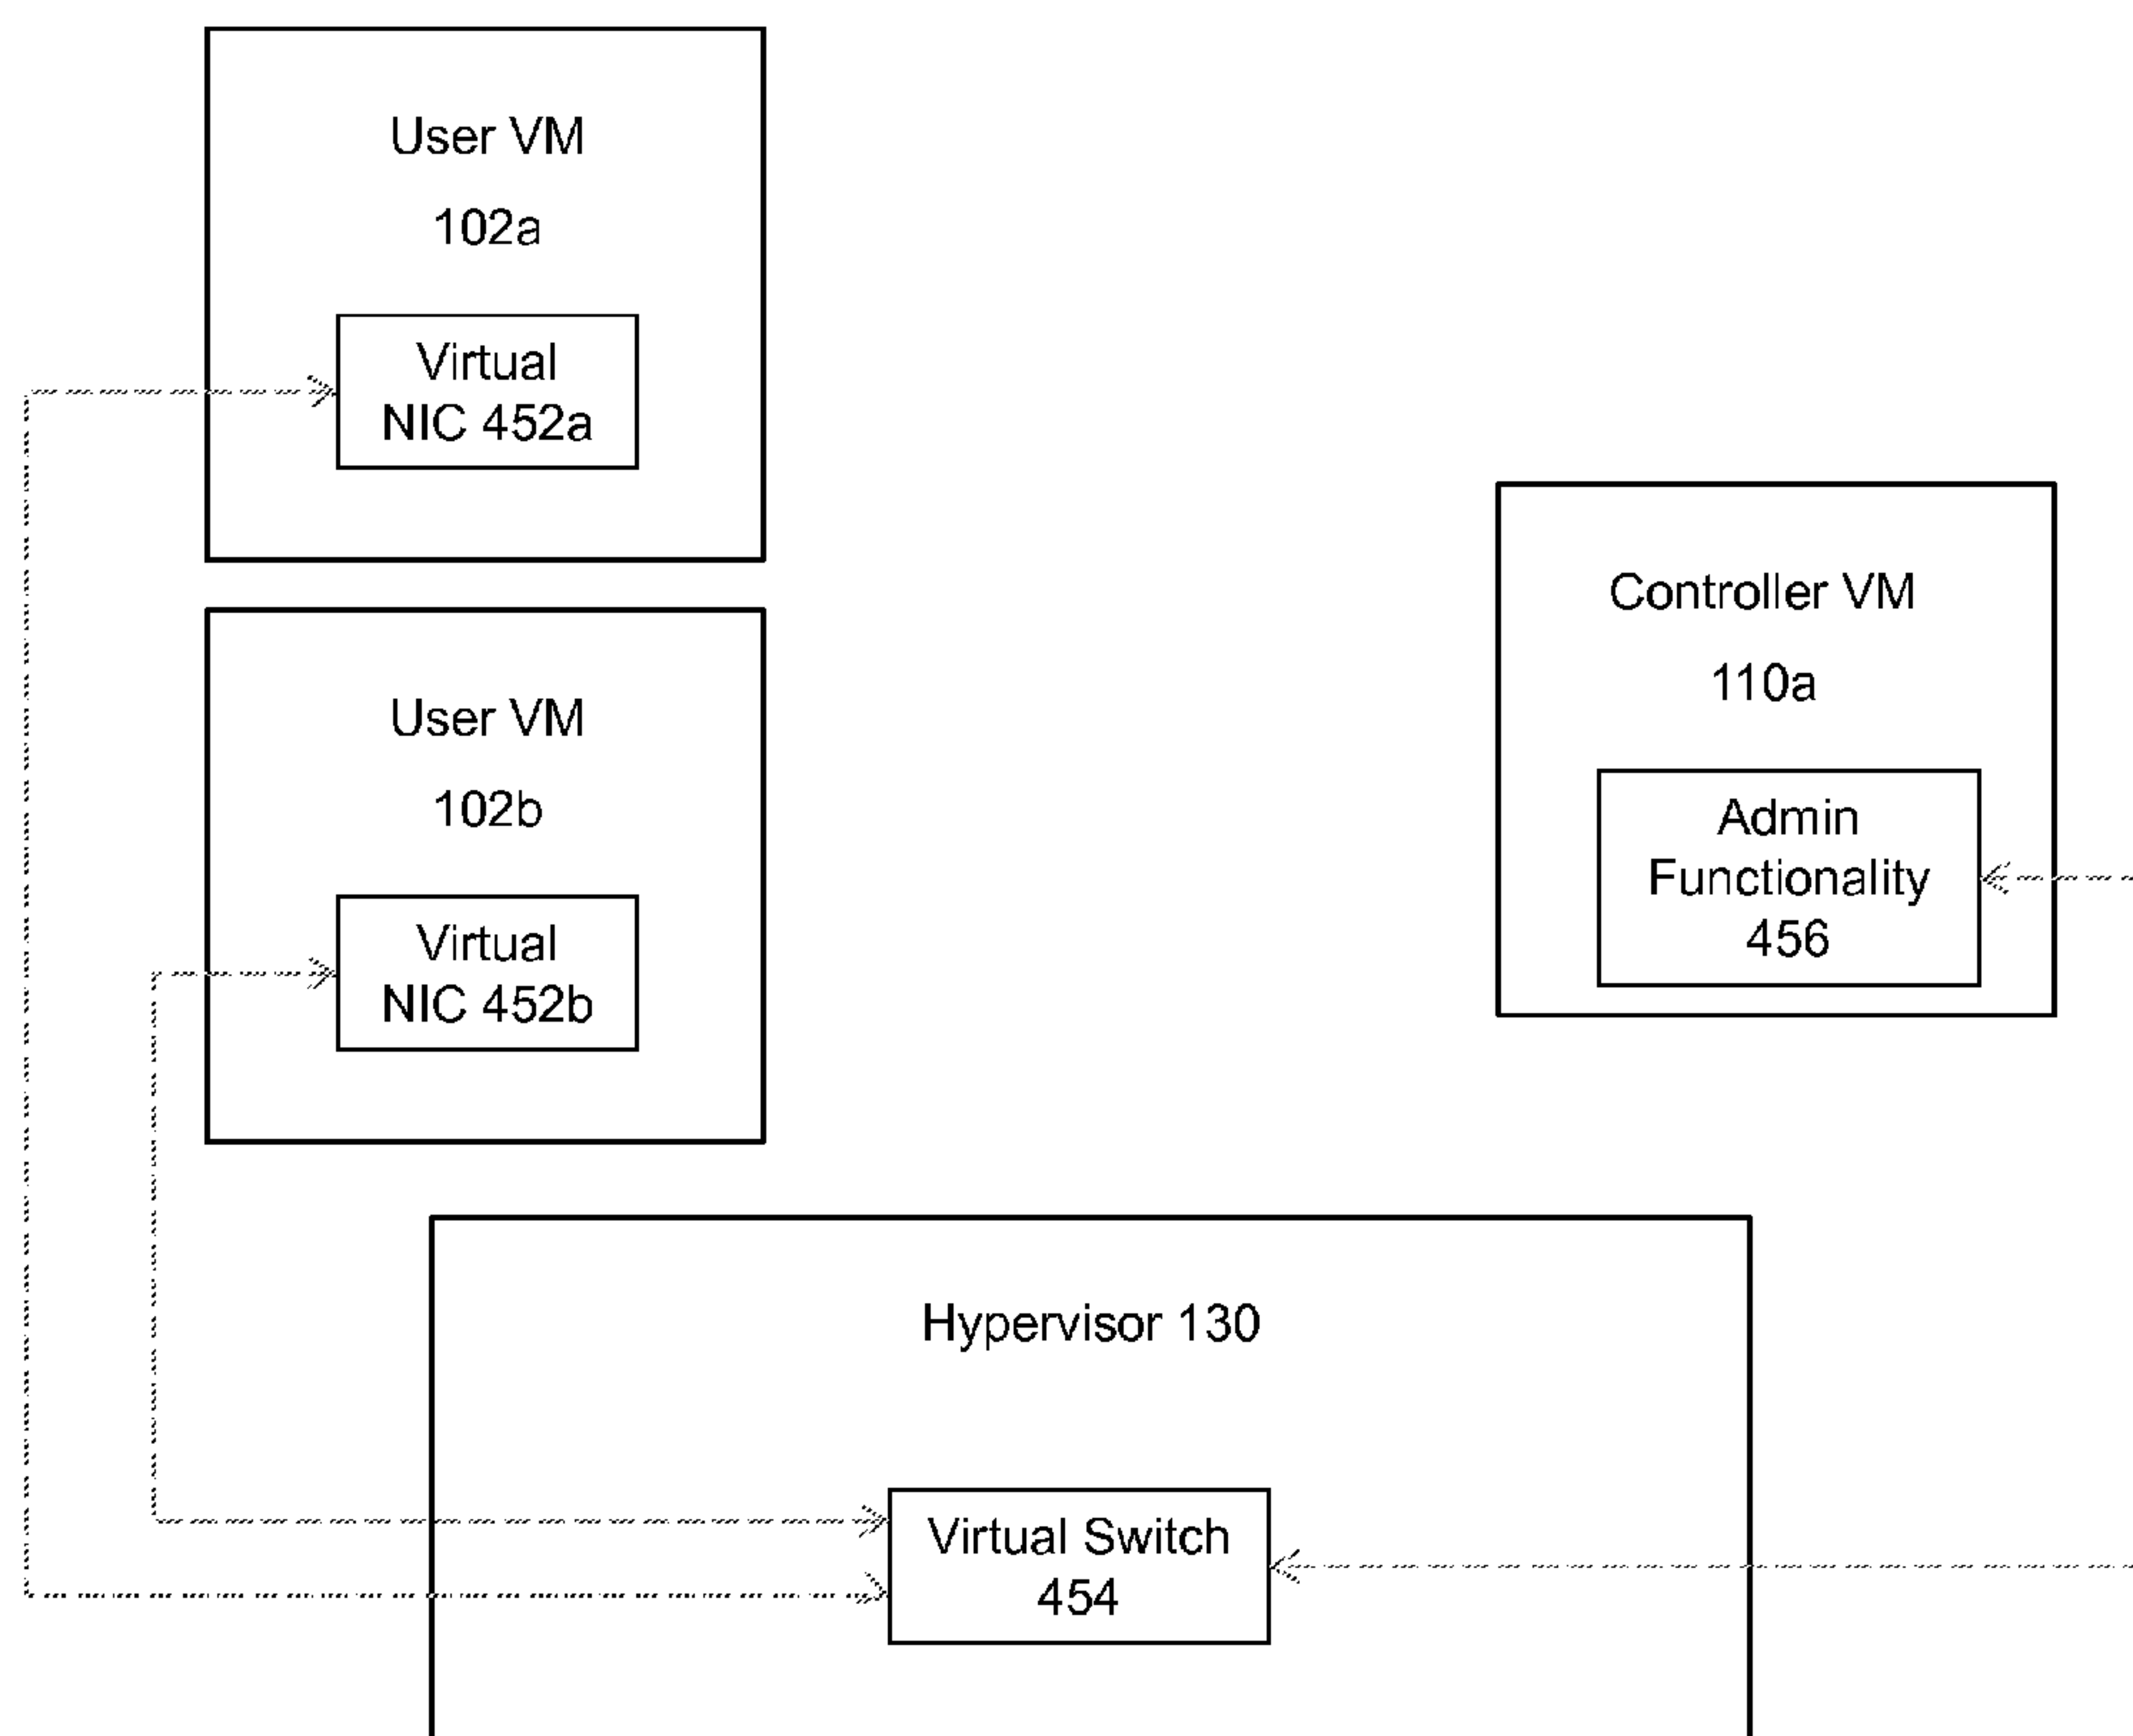 User VM
102a
Virtual
NIC 452a
User VM
102b
Virtual
NIC 452b
Controller VM
110a
Admin
Functionality
456
Hypervisor 130
Virtual Switch
454